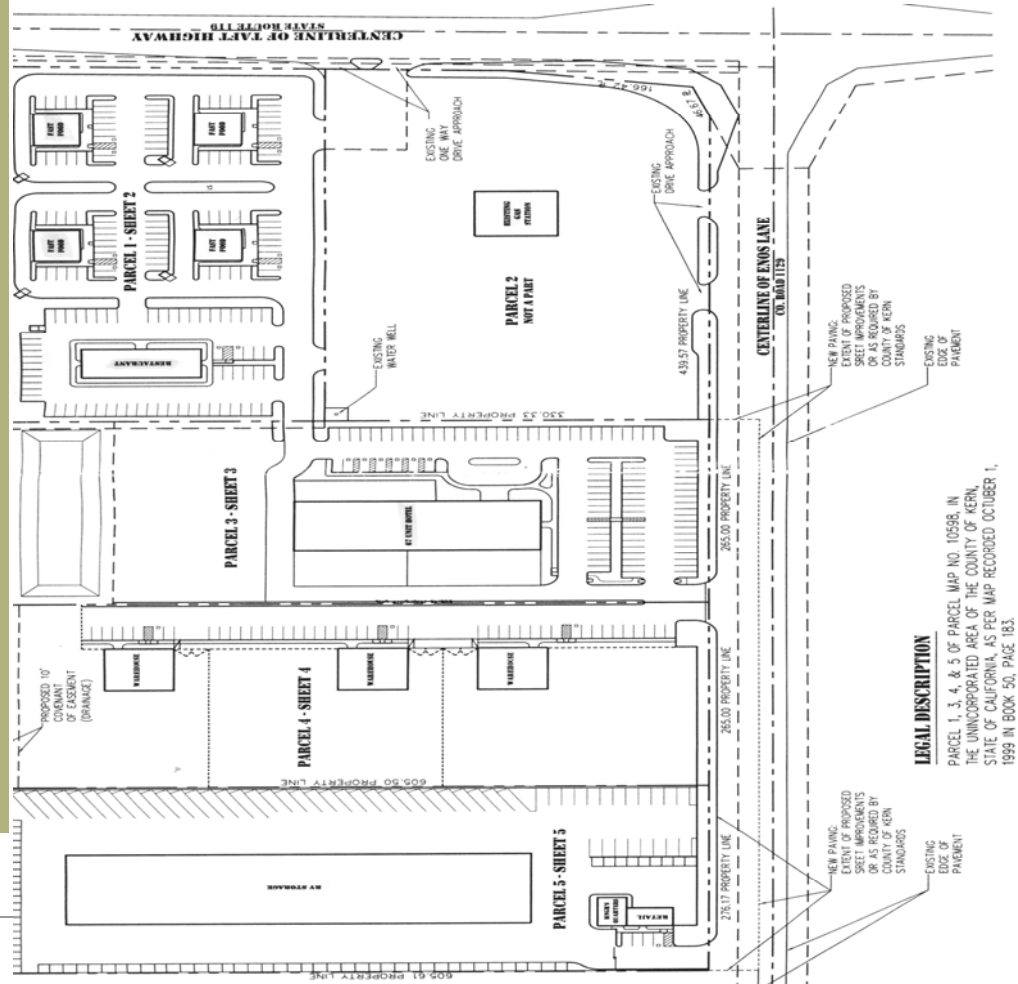 CENTERLINE OF TAFT HIGHWAY
STATE ROUTE 119
FAST
FOOD
FAST
FOOD
FAST
FOOD
FAST
FOOD
PARCEL 1 - SHEET 2
RESTAURANT
EXISTING
ONE WAY
DRIVE APPROACH
166.42 R
EXISTING
DRIVE APPROACH
EXISTING
GAS
STATION
PARCEL 2
NOT A PART
439.57 PROPERTY LINE
CENTERLINE OF ENOS LANE
CO. ROAD 1129
EXISTING
WATER WELL
330.33 PROPERTY LINE
NEW PAVING:
EXTENT OF PROPOSED
SREET IMPROVEMENTS
OR AS REQUIRED BY
COUNTY OF KERN
STANDARDS
EXISTING
EDGE OF
PAVEMENT
PARCEL 3 - SHEET 3
67 UNIT HOTEL
265.00 PROPERTY LINE
PROPOSED 10'
COVENANT
OF EASEMENT
(DRAINAGE)
WAREHOUSE
WAREHOUSE
WAREHOUSE
PARCEL 4 - SHEET 4
265.00 PROPERTY LINE
605.50 PROPERTY LINE
RV STORAGE
PARCEL 5 - SHEET 5
QUARTERS
RETAIL
276.17 PROPERTY LINE
605.61 PROPERTY LINE
NEW PAVING:
EXTENT OF PROPOSED
SREET IMPROVEMENTS
OR AS REQUIRED BY
COUNTY OF KERN
STANDARDS
EXISTING
EDGE OF
PAVEMENT
LEGAL DESCRIPTION
PARCEL 1, 3, 4, & 5 OF PARCEL MAP NO. 10598, IN
THE UNINCORPORATED AREA OF THE COUNTY OF KERN,
STATE OF CALIFORNIA, AS PER MAP RECORDED OCTUBER 1,
1999 IN BOOK 50, PAGE 183.